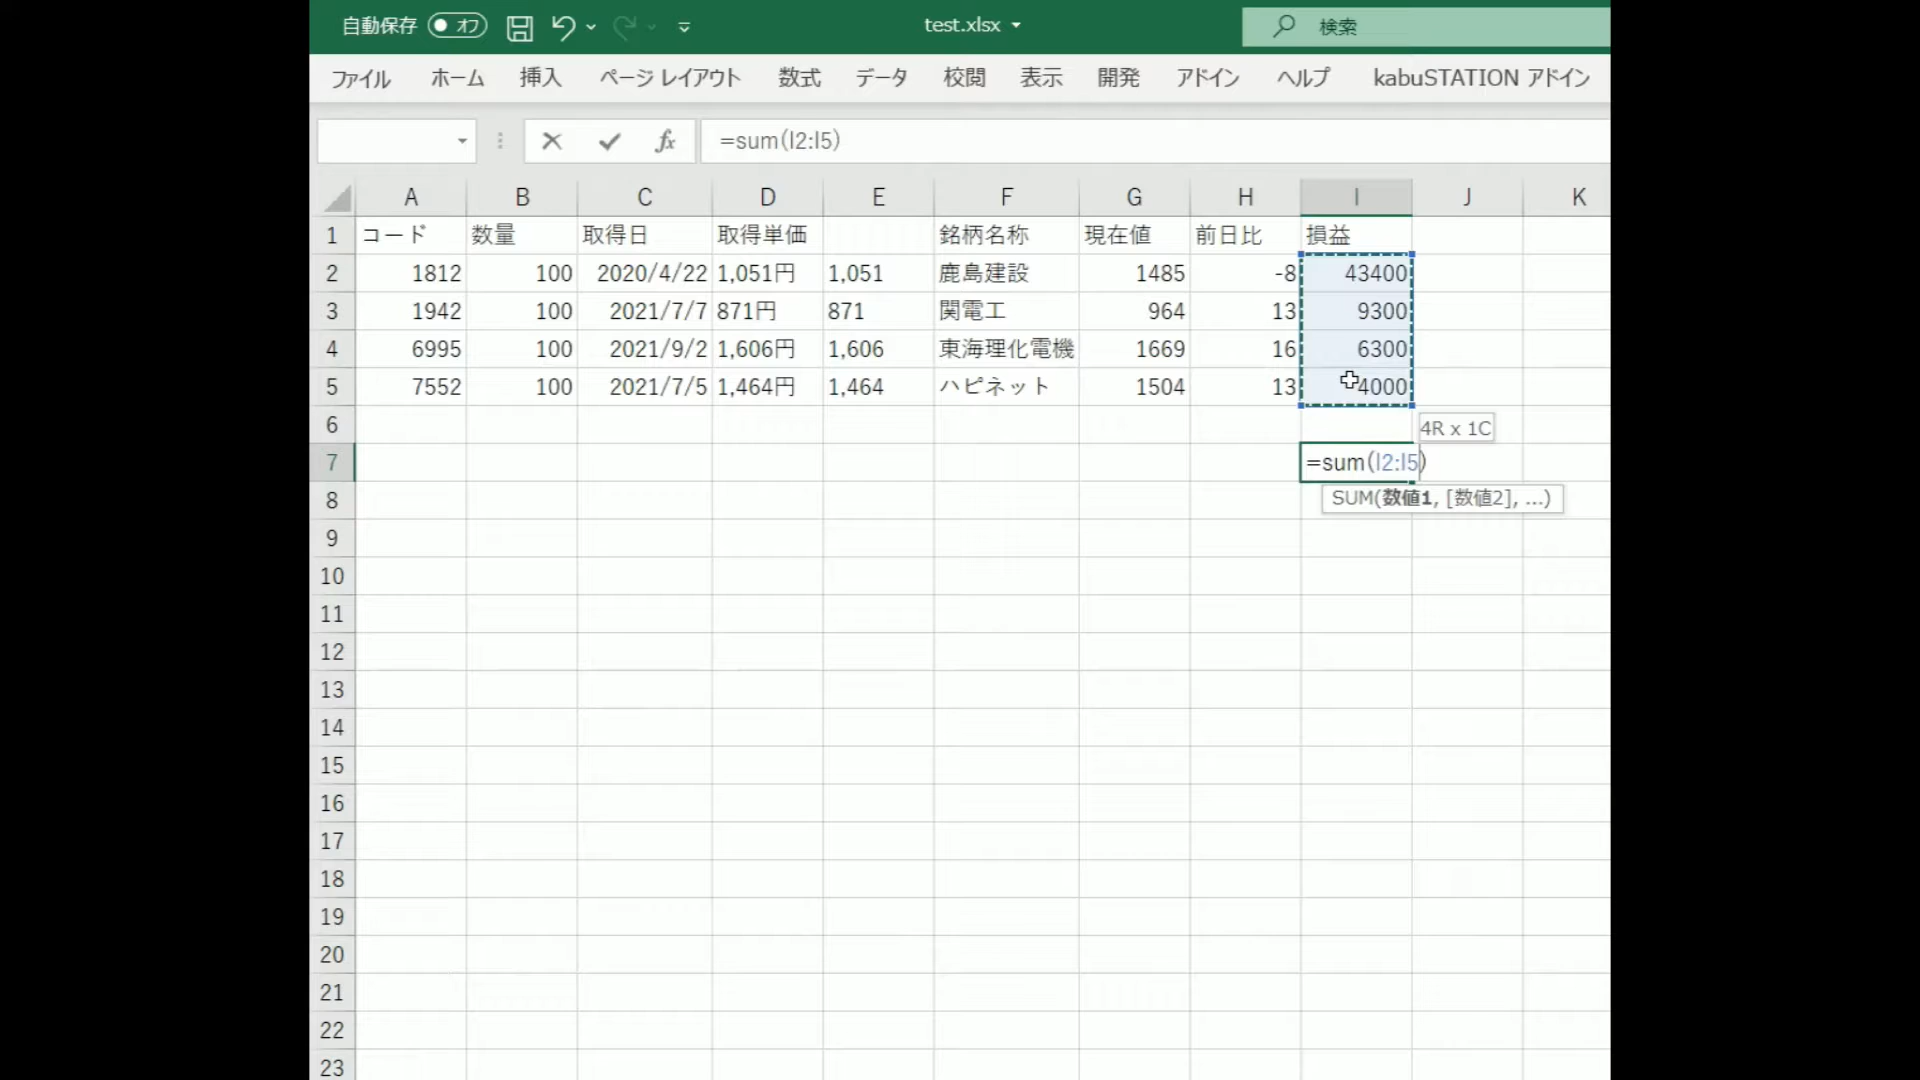 自動保存 オフ test.xlsx 検索
ファイル ホーム 挿入 ページ レイアウト 数式 データ 校閲 表示 開発 アドイン ヘルプ kabuSTATION アドイン
fx =sum(I2:I5)
A B C D E F G H I J K
1 コード 数量 取得日 取得単価 銘柄名称 現在値 前日比 損益
2 1812 100 2020/4/22 1,051円 1,051 鹿島建設 1485 -8 43400
3 1942 100 2021/7/7 871円 871 関電工 964 13 9300
4 6995 100 2021/9/2 1,606円 1,606 東海理化電機 1669 16 6300
5 7552 100 2021/7/5 1,464円 1,464 ハピネット 1504 13 4000
6 4R x 1C
7 =sum(I2:I5)
8 SUM(数値1, [数値2], ...)
9
10
11
12
13
14
15
16
17
18
19
20
21
22
23